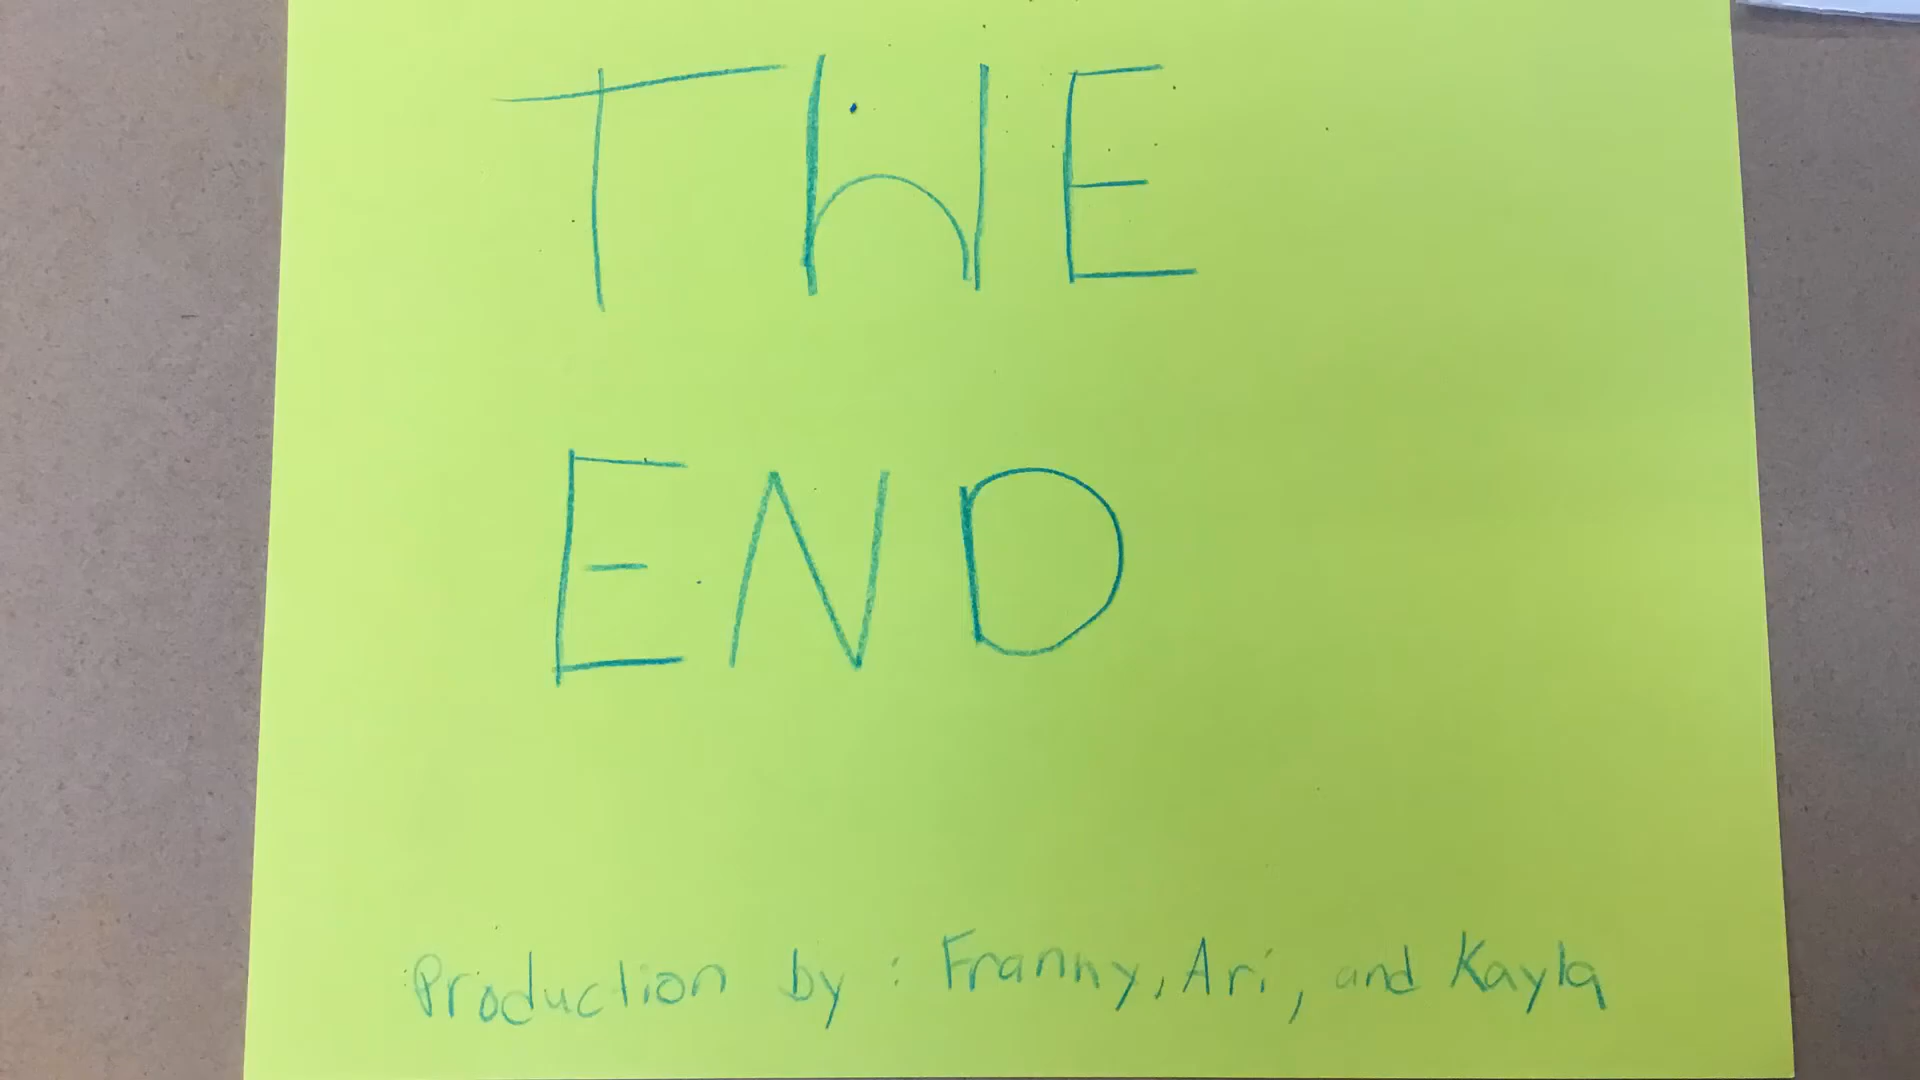 THE
END
Production by: Franny, Ari, and Kayla